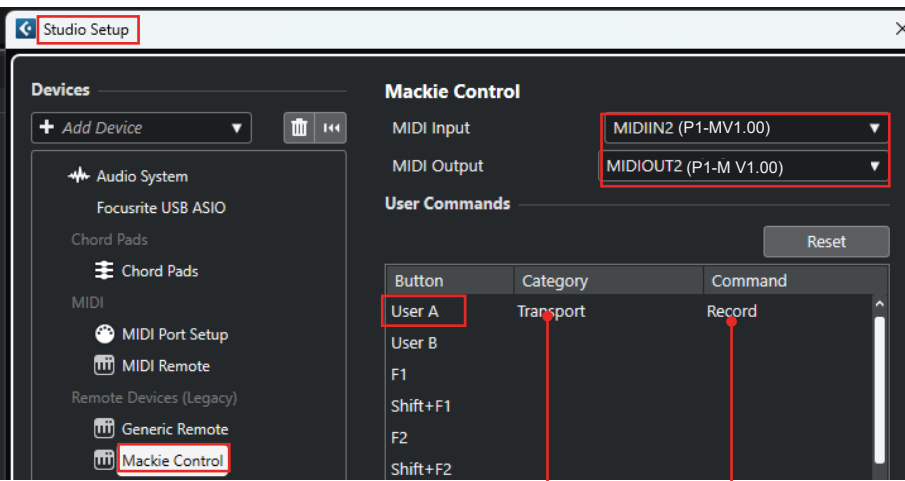 Studio Setup
Devices
Add Device
Audio System
Focusrite USB ASIO
Chord Pads
Chord Pads
MIDI
MIDI Port Setup
MIDI Remote
Remote Devices (Legacy)
Generic Remote
Mackie Control
Mackie Control
MIDI Input MIDIIN2 (P1-MV1.00)
MIDI Output MIDIOUT2 (P1-M V1.00)
User Commands
Reset
Button Category Command
User A Transport Record
User B
F1
Shift+F1
F2
Shift+F2